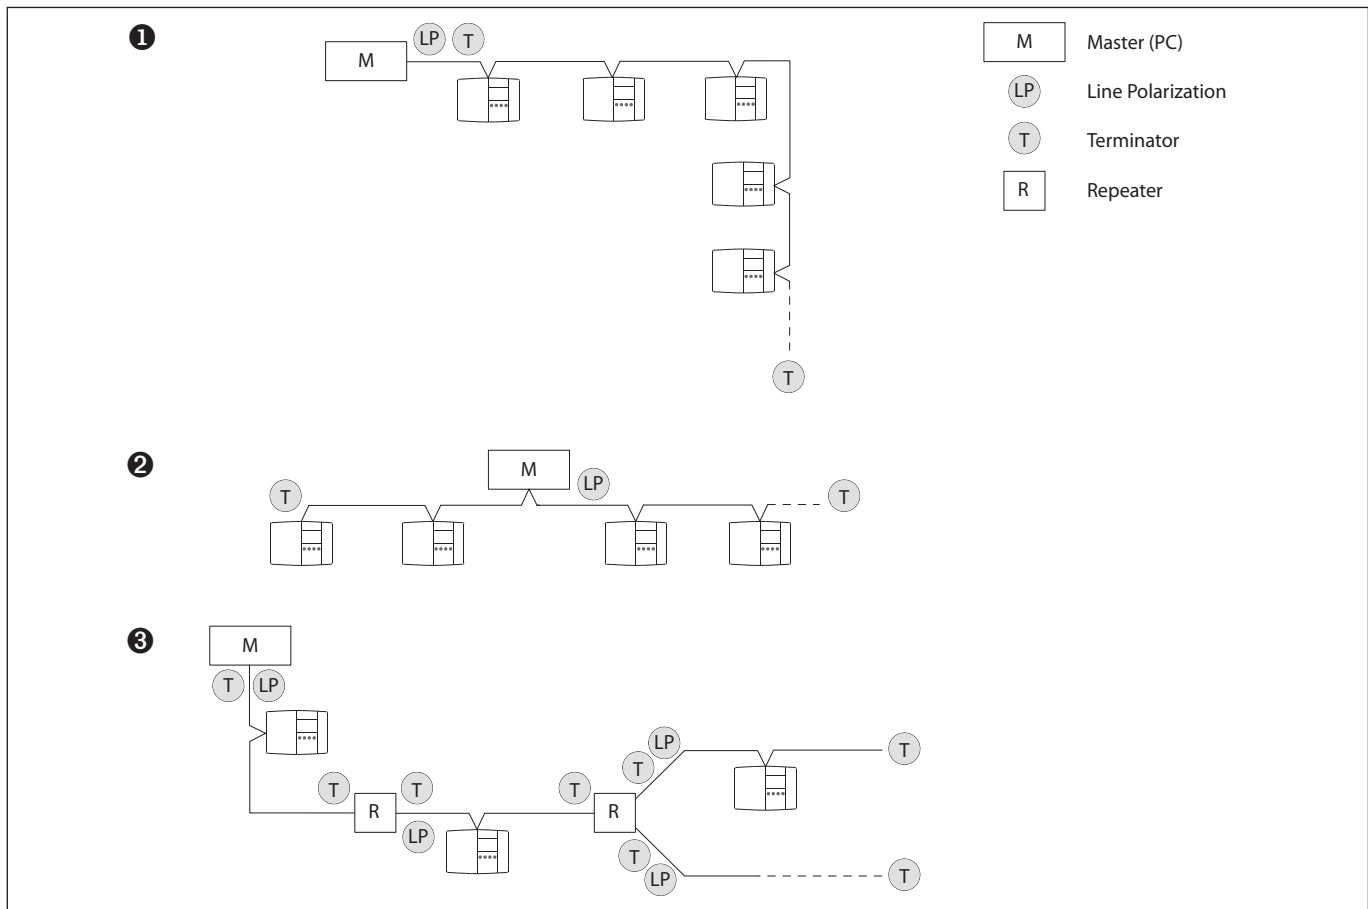 ❶
LP T
M
T
M Master (PC)
LP Line Polarization
T Terminator
R Repeater
❷
M
LP
T
T
❸
M
T LP
LP
T
T
T T
T
R
R
LP
T
LP
T